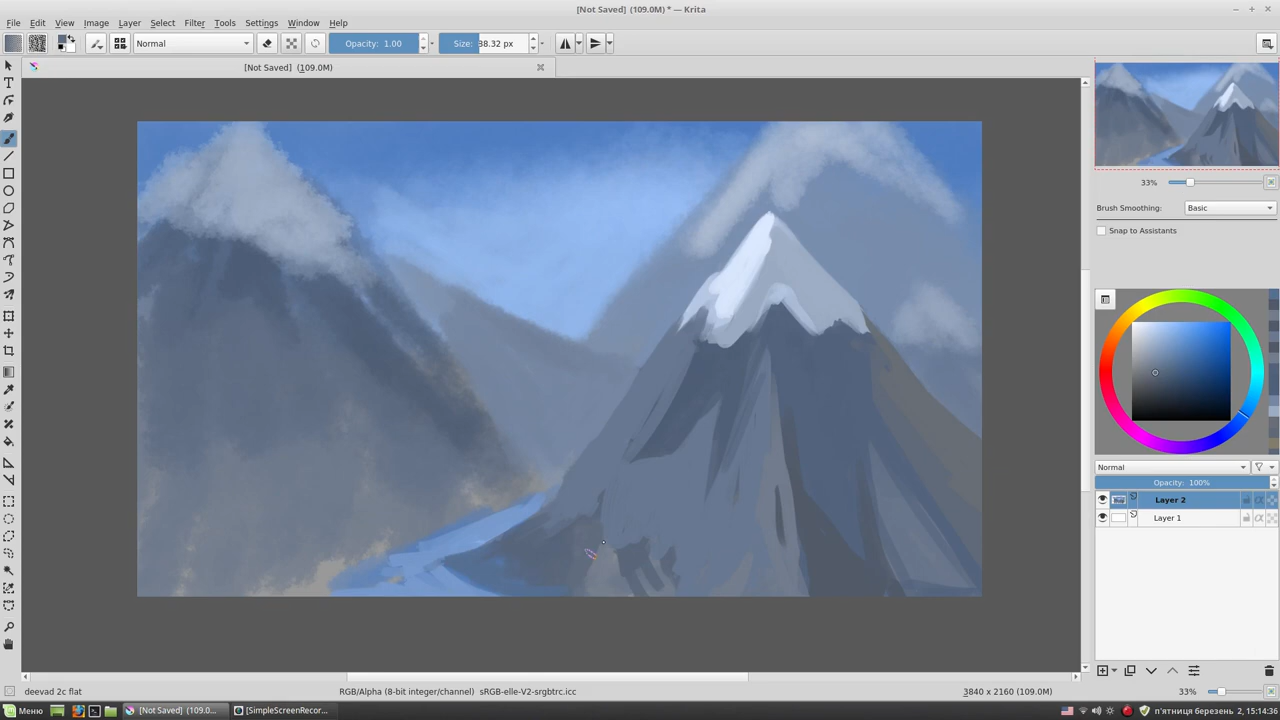 [Not Saved] (109.0M) * — Krita
File Edit View Image Layer Select Filter Tools Settings Window Help
Normal Opacity: 1.00 Size: 38.32 px
[Not Saved] (109.0M)
33%
Brush Smoothing: Basic
Snap to Assistants
Normal
Opacity: 100%
Layer 2
Layer 1
deevad 2c flat RGB/Alpha (8-bit integer/channel) sRGB-elle-V2-srgbtrc.icc 3840 x 2160 (109.0M) 33%
Меню [Not Saved] (109.0... [SimpleScreenRecor... п'ятниця березень 2, 15:14:36